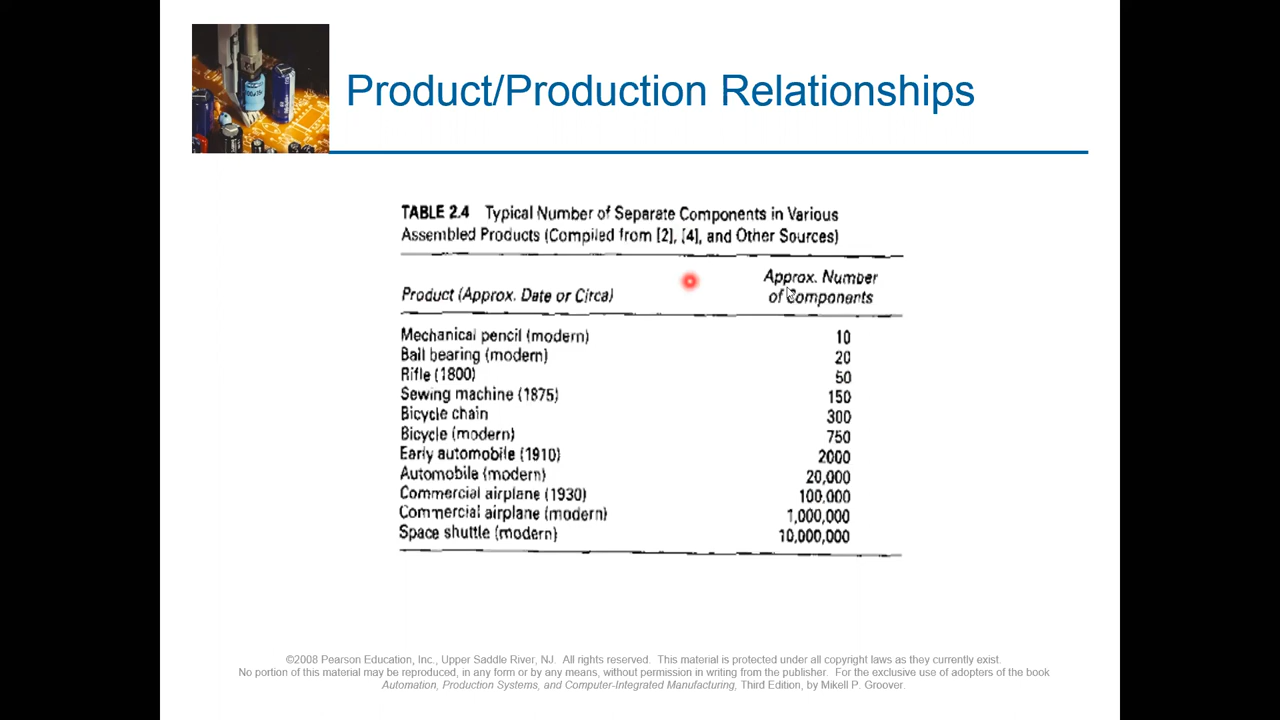 Product/Production Relationships
TABLE 2.4 Typical Number of Separate Components in Various
Assembled Products (Compiled from [2], [4], and Other Sources)
Product (Approx. Date or Circa)
Approx. Number
of Components
Mechanical pencil (modern) 10
Ball bearing (modern) 20
Rifle (1800) 50
Sewing machine (1875) 150
Bicycle chain 300
Bicycle (modern) 750
Early automobile (1910) 2000
Automobile (modern) 20,000
Commercial airplane (1930) 100,000
Commercial airplane (modern) 1,000,000
Space shuttle (modern) 10,000,000
©2008 Pearson Education, Inc., Upper Saddle River, NJ. All rights reserved. This material is protected under all copyright laws as they currently exist.
No portion of this material may be reproduced, in any form or by any means, without permission in writing from the publisher. For the exclusive use of adopters of the book
Automation, Production Systems, and Computer-Integrated Manufacturing, Third Edition, by Mikell P. Groover.